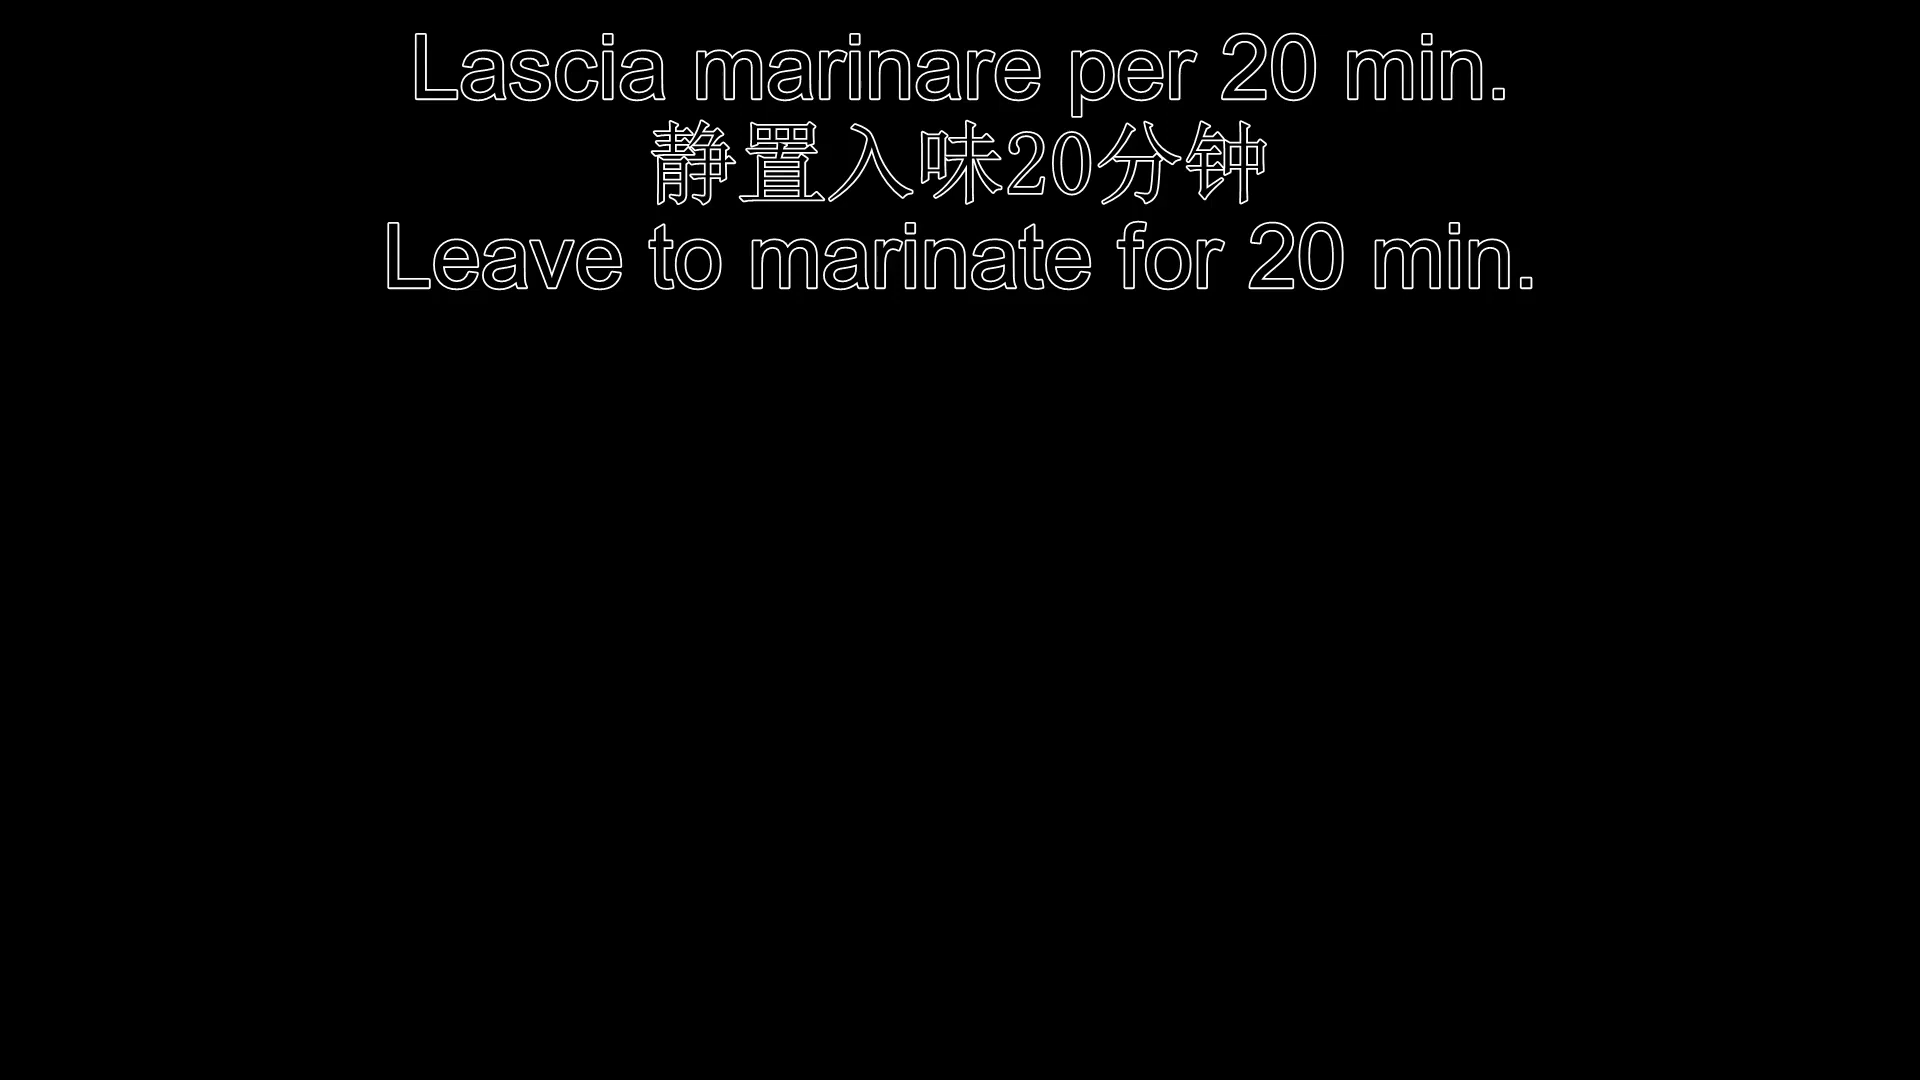 Lascia marinare per 20 min.
静置入味20分钟
Leave to marinate for 20 min.